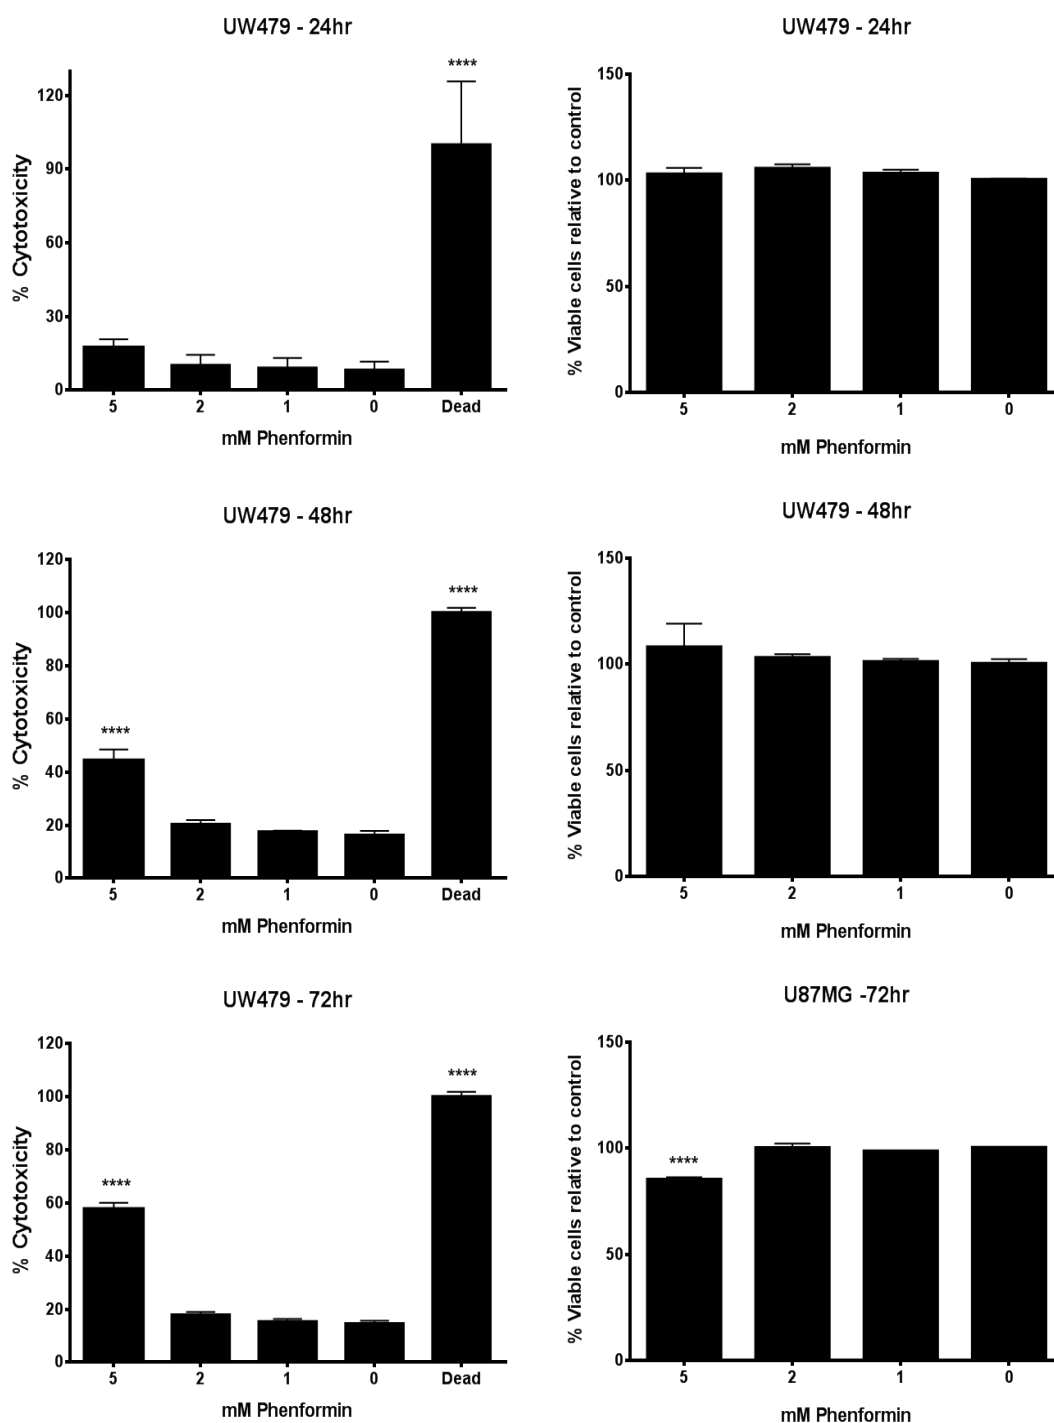 UW479 - 24hr
% Cytotoxicity
120
90
60
30
0
****
5 2 1 0 Dead
mM Phenformin
UW479 - 24hr
% Viable cells relative to control
150
100
50
0
5 2 1 0
mM Phenformin
UW479 - 48hr
% Cytotoxicity
120
100
80
60
40
20
0
****
****
5 2 1 0 Dead
mM Phenformin
UW479 - 48hr
% Viable cells relative to control
150
100
50
0
5 2 1 0
mM Phenformin
UW479 - 72hr
% Cytotoxicity
120
100
80
60
40
20
0
****
****
5 2 1 0 Dead
mM Phenformin
U87MG -72hr
% Viable cells relative to control
150
100
50
0
****
5 2 1 0
mM Phenformin